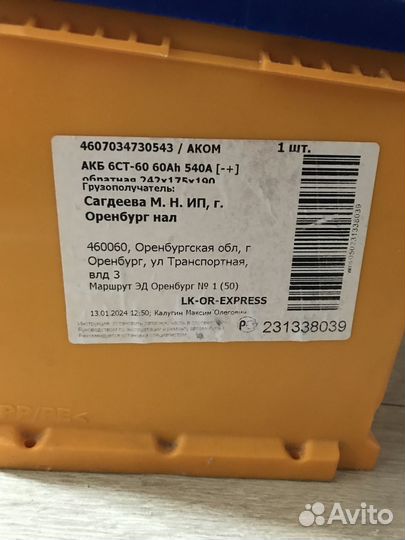 4607034730543 / AKOM
1 шт.
АКБ 6СТ-60 60Ah 540A [-+]
обратная 242x175x190
Грузополучатель:
Сагдеева М. Н. ИП, г.
Оренбург нал
460060, Оренбургская обл, г
Оренбург, ул Транспортная,
влд 3
Маршрут ЭД Оренбург № 1 (50)
LK-OR-EXPRESS
13.01.2024 12:50; Калугин Максим Олегович
231338039
Avito